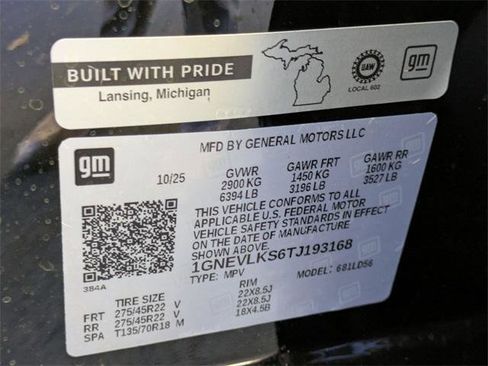 BUILT WITH PRIDE
Lansing, Michigan
UAW
LOCAL 602
gm
gm
MFD BY GENERAL MOTORS LLC
10/25 GVWR GAWR FRT GAWR RR
2900 KG 1450 KG 1600 KG
6394 LB 3196 LB 3527 LB
THIS VEHICLE CONFORMS TO ALL
APPLICABLE U.S. FEDERAL MOTOR
VEHICLE SAFETY STANDARDS IN EFFECT
ON THE DATE OF MANUFACTURE SHOWN ABOVE.
1GNEVLKS6TJ193168
TYPE: MPV MODEL: 681LD56
384A
TIRE SIZE RIM
FRT 275/45R22 V 22X8.5J
RR 275/45R22 V 22X8.5J
SPA T135/70R18 M 18X4.5B